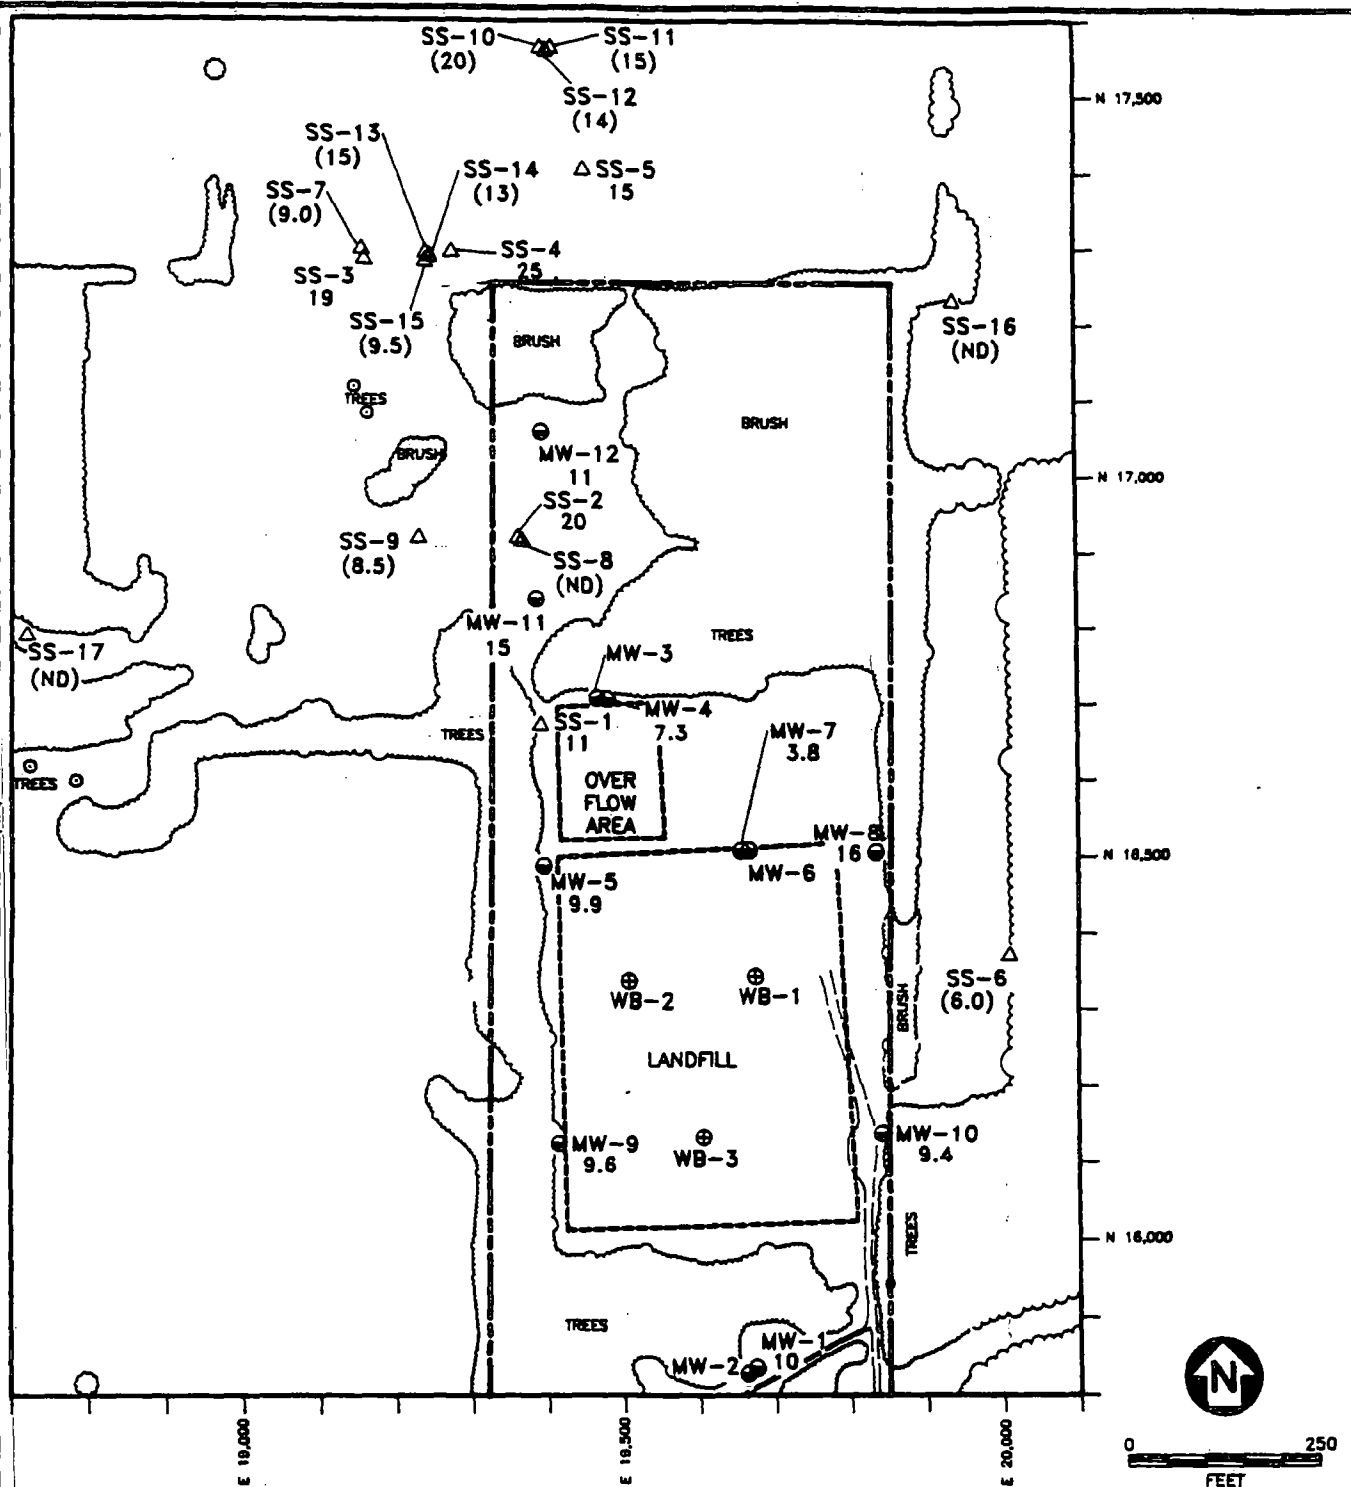 SS-10
(20)
SS-11
(15)
SS-12
(14)
N 17,500
SS-13
(15)
SS-14
(13)
SS-5
15
SS-7
(9.0)
SS-4
25
SS-3
19
SS-15
(9.5)
SS-16
(ND)
BRUSH
TREES
BRUSH
BRUSH
MW-12
11
N 17,000
SS-2
20
SS-9
(8.5)
SS-8
(ND)
MW-11
15
TREES
SS-17
(ND)
MW-3
MW-4
7.3
SS-1
11
TREES
MW-7
3.8
TREES
OVER
FLOW
AREA
MW-8
16
N 16,500
MW-6
MW-5
9.9
SS-6
(6.0)
WB-2
WB-1
BRUSH
LANDFILL
MW-9
9.6
WB-3
MW-10
9.4
TREES
N 16,000
TREES
MW-1
10
MW-2
N
E 19,000
E 19,500
E 20,000
0 250
FEET